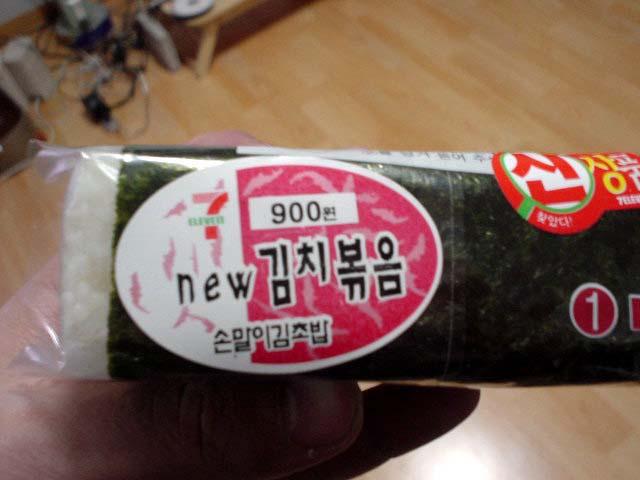 7
ELEVEN
900원
new 김치볶음
손말이김초밥
신
찾았다!
1